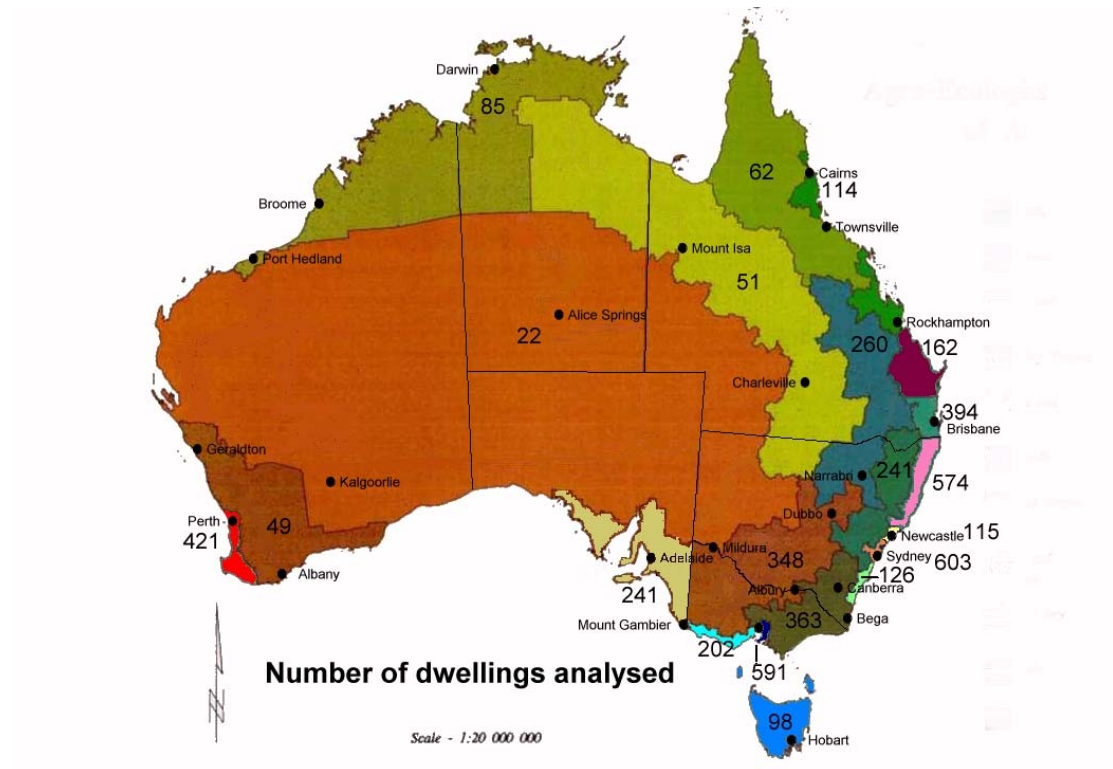 Darwin
85
62
Cairns
114
Broome
Townsville
Mount Isa
Port Hedland
51
Alice Springs
22
Rockhampton
260
162
Charleville
394
Brisbane
Geraldton
Narrabri
241
574
Kalgoorlie
Dubbo
Perth
49
421
Newcastle
115
Mildura
348
Sydney
603
Adelaide
126
Albany
241
Albury
Canberra
Mount Gambier
363
Bega
202
591
Number of dwellings analysed
98
Scale - 1:20 000 000
Hobart